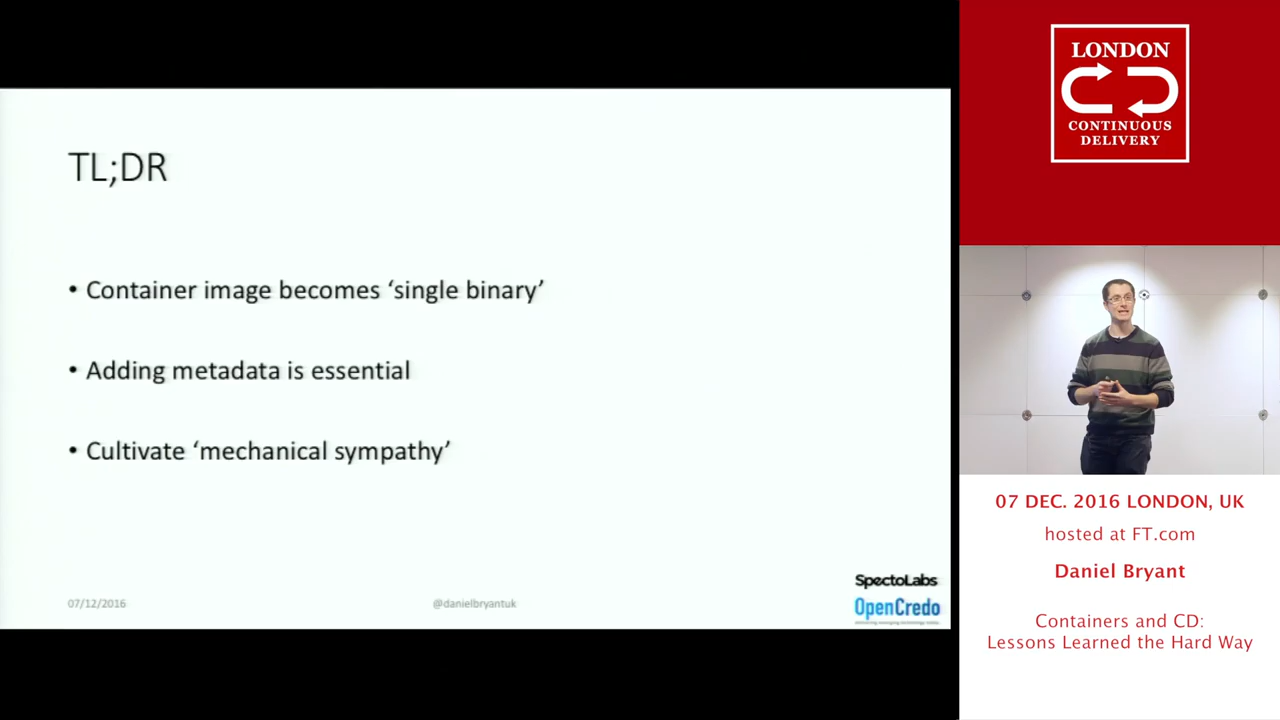 TL;DR
• Container image becomes ‘single binary’
• Adding metadata is essential
• Cultivate ‘mechanical sympathy’
07/12/2016
@danielbryantuk
SpectoLabs
OpenCredo
LONDON
CONTINUOUS
DELIVERY
07 DEC. 2016 LONDON, UK
hosted at FT.com
Daniel Bryant
Containers and CD:
Lessons Learned the Hard Way